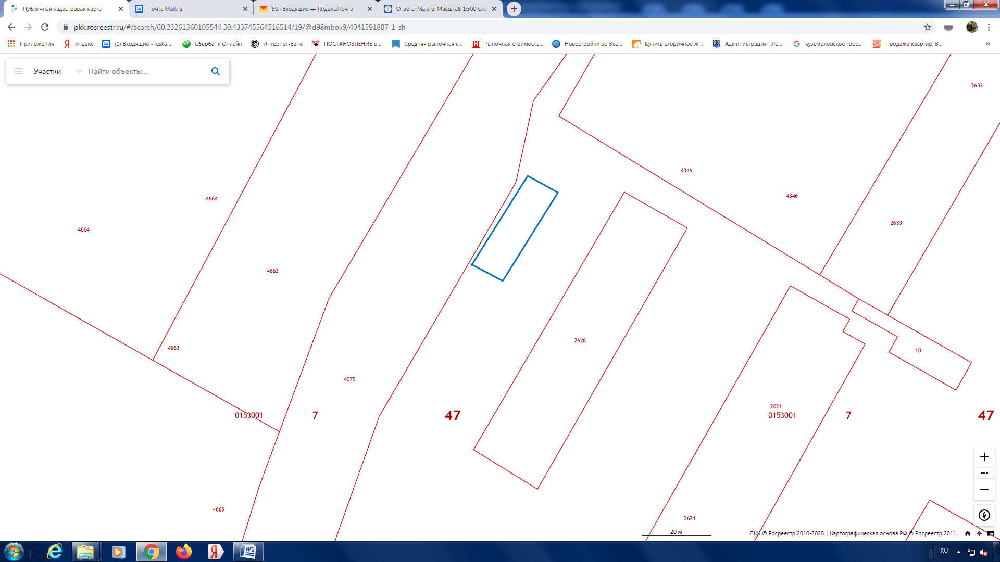 Публичная кадастровая карта
Почта Mail.ru
50 · Входящие — Яндекс.Почта
Ответы Mail.ru: Масштаб 1:500 Ско
pkk.rosreestr.ru/#/search/60.23261360105544,30.433745564516514/19/@d98mbov9/4041591887-1-sh
Приложения
Яндекс
(1) Входящие - leska...
Сбербанк Онлайн
Интернет-Банк
ПОСТАНОВЛЕНИЕ о...
Средняя рыночная с...
Рыночная стоимость...
Новостройки во Все...
Купить вторичное ж...
Администрация | Ле...
кузьмоловское горо...
Продажа квартир, В...
»
Участки
Найти объекты...
2633
4346
4664
4346
2633
4664
4662
2628
4662
10
4075
2621
0153001
7
47
0153001
7
47
4663
2621
20 м
ПКК © Росреестр 2010-2020 | Картографическая основа РФ © Росреестр 2011
RU